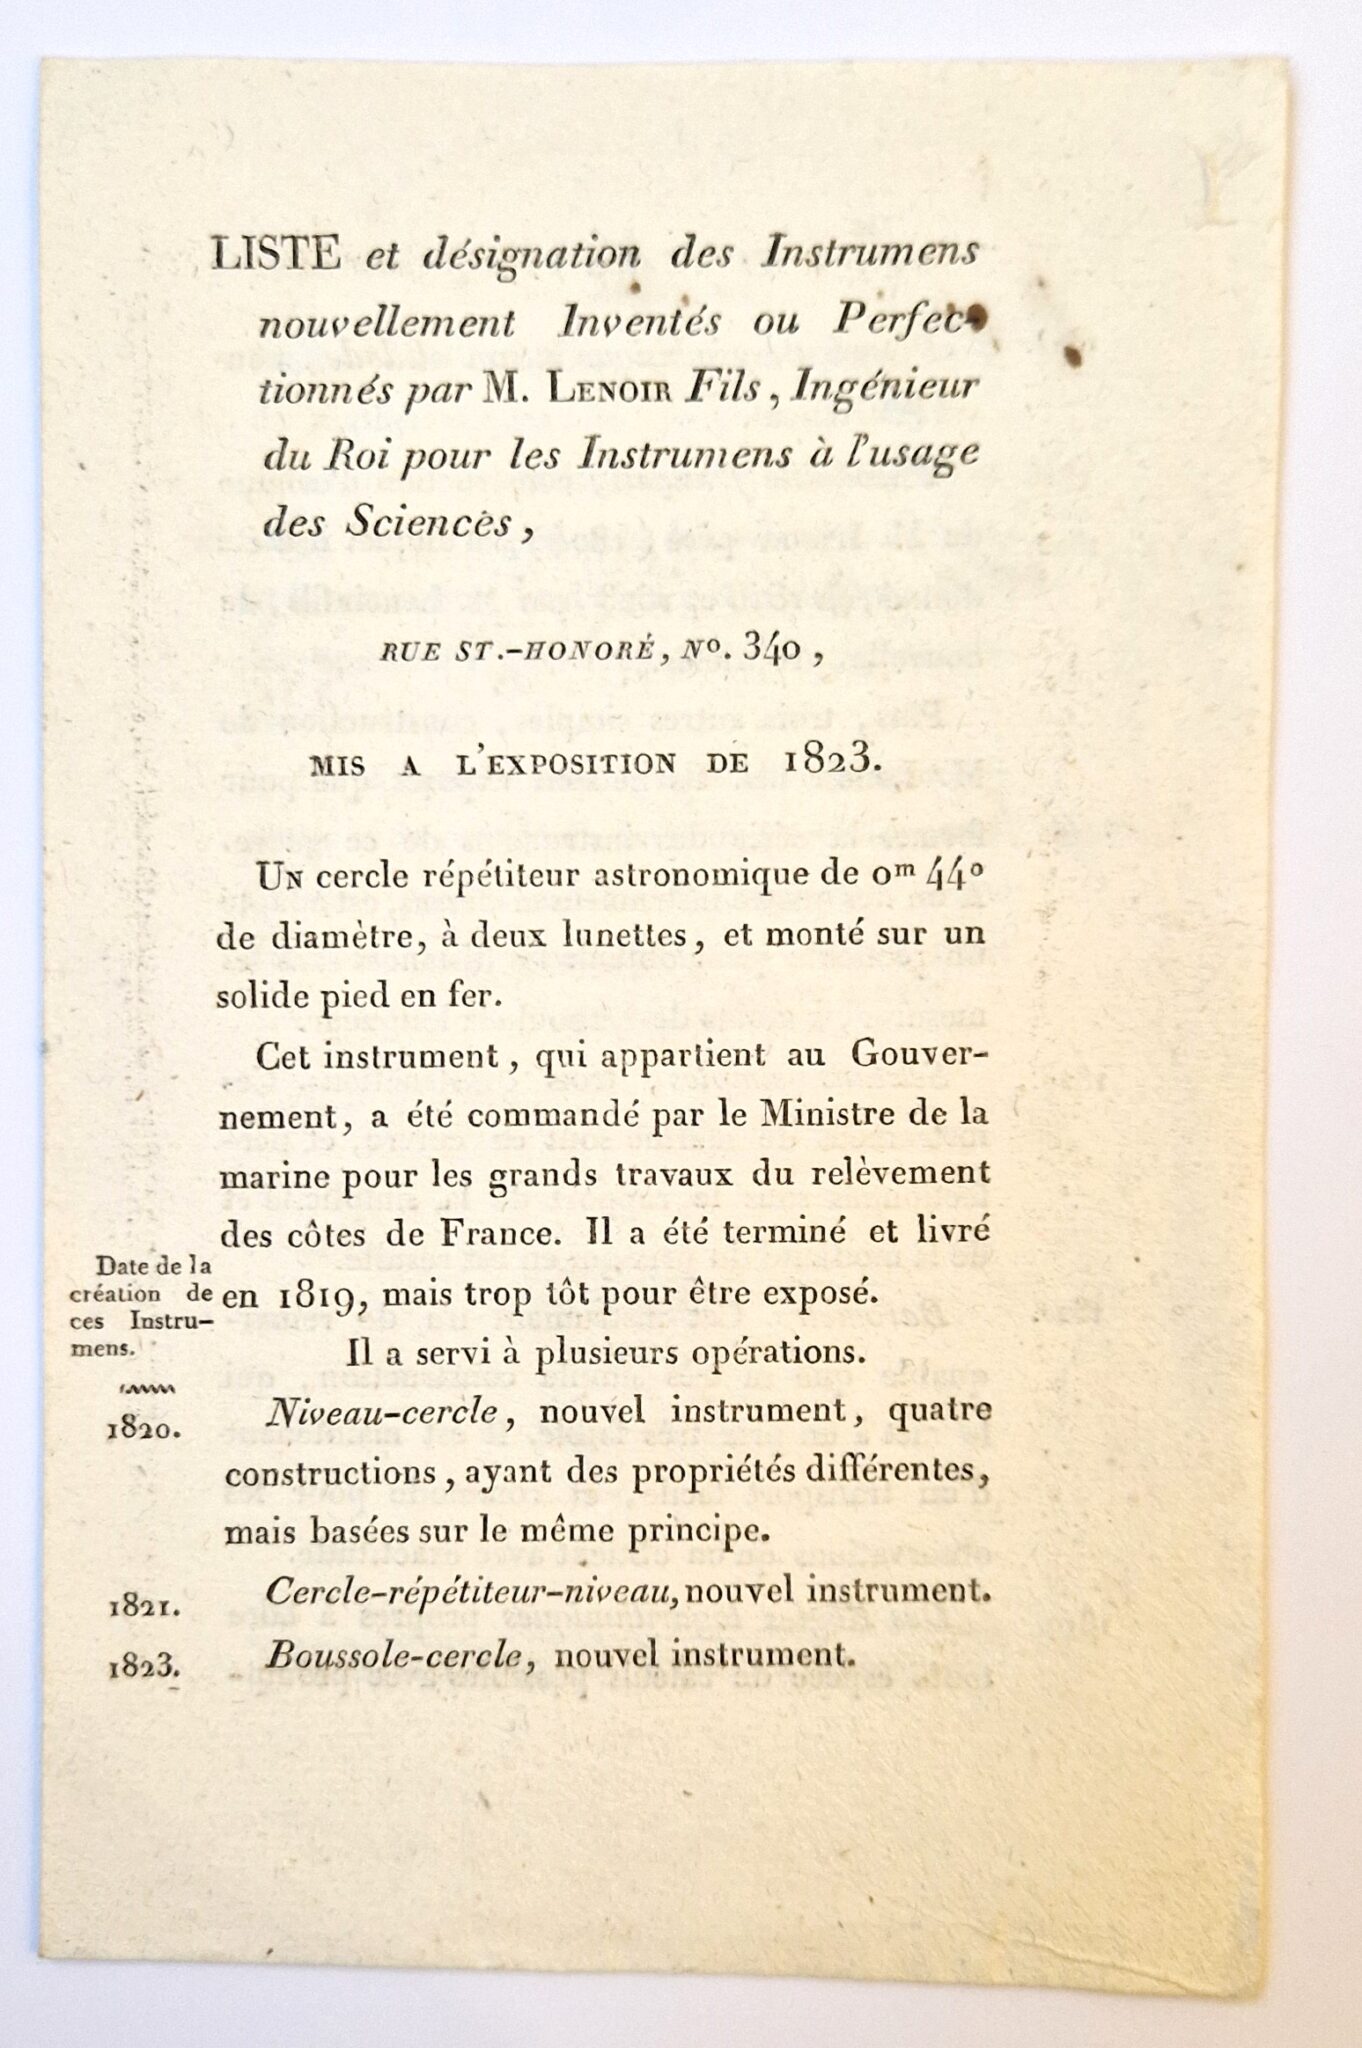 LISTE et désignation des Instrumens
nouvellement Inventés ou Perfec-
tionnés par M. LENOIR Fils, Ingénieur
du Roi pour les Instrumens à l'usage
des Sciences,
RUE ST.-HONORÉ, Nº. 340,
MIS A L'EXPOSITION DE 1823.
UN cercle répétiteur astronomique de 0ᵐ 440
de diamètre, à deux lunettes, et monté sur un
solide pied en fer.
Cet instrument, qui appartient au Gouver-
nement, a été commandé par le Ministre de la
marine pour les grands travaux du relèvement
des côtes de France. Il a été terminé et livré
en 1819, mais trop tôt pour être exposé.
Il a servi à plusieurs opérations.
Date de la
création de
ces Instru-
mens.
1820. Niveau-cercle, nouvel instrument, quatre
constructions, ayant des propriétés différentes,
mais basées sur le même principe.
1821. Cercle-répétiteur-niveau, nouvel instrument.
1823. Boussole-cercle, nouvel instrument.